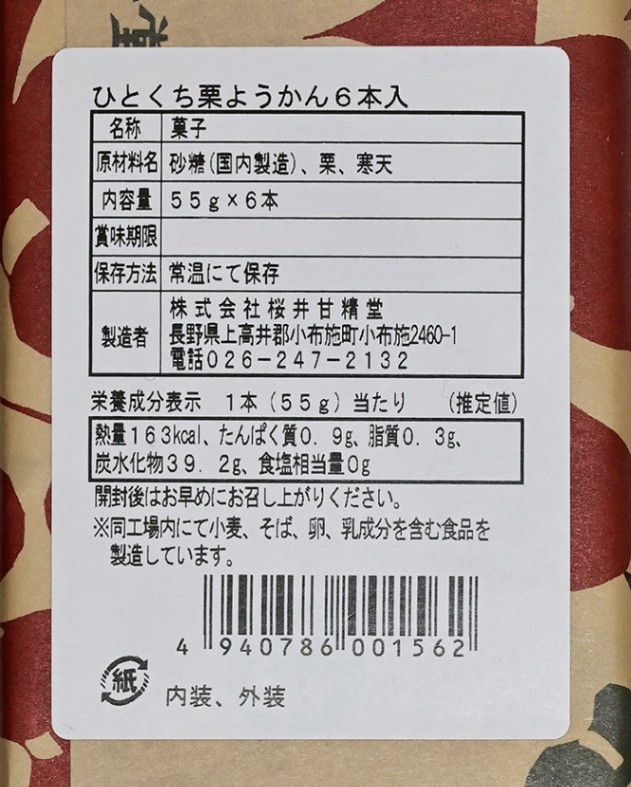 ひとくち栗ようかん6本入
名称 菓子
原材料名 砂糖(国内製造)、栗、寒天
内容量 55g×6本
賞味期限
保存方法 常温にて保存
製造者 株式会社桜井甘精堂
長野県上高井郡小布施町小布施2460-1
電話026-247-2132
栄養成分表示 1本(55g)当たり (推定値)
熱量163kcal、たんぱく質0.9g、脂質0.3g、
炭水化物39.2g、食塩相当量0g
開封後はお早めにお召し上がりください。
※同工場内にて小麦、そば、卵、乳成分を含む食品を
製造しています。
4 940786 001562
紙 内装、外装